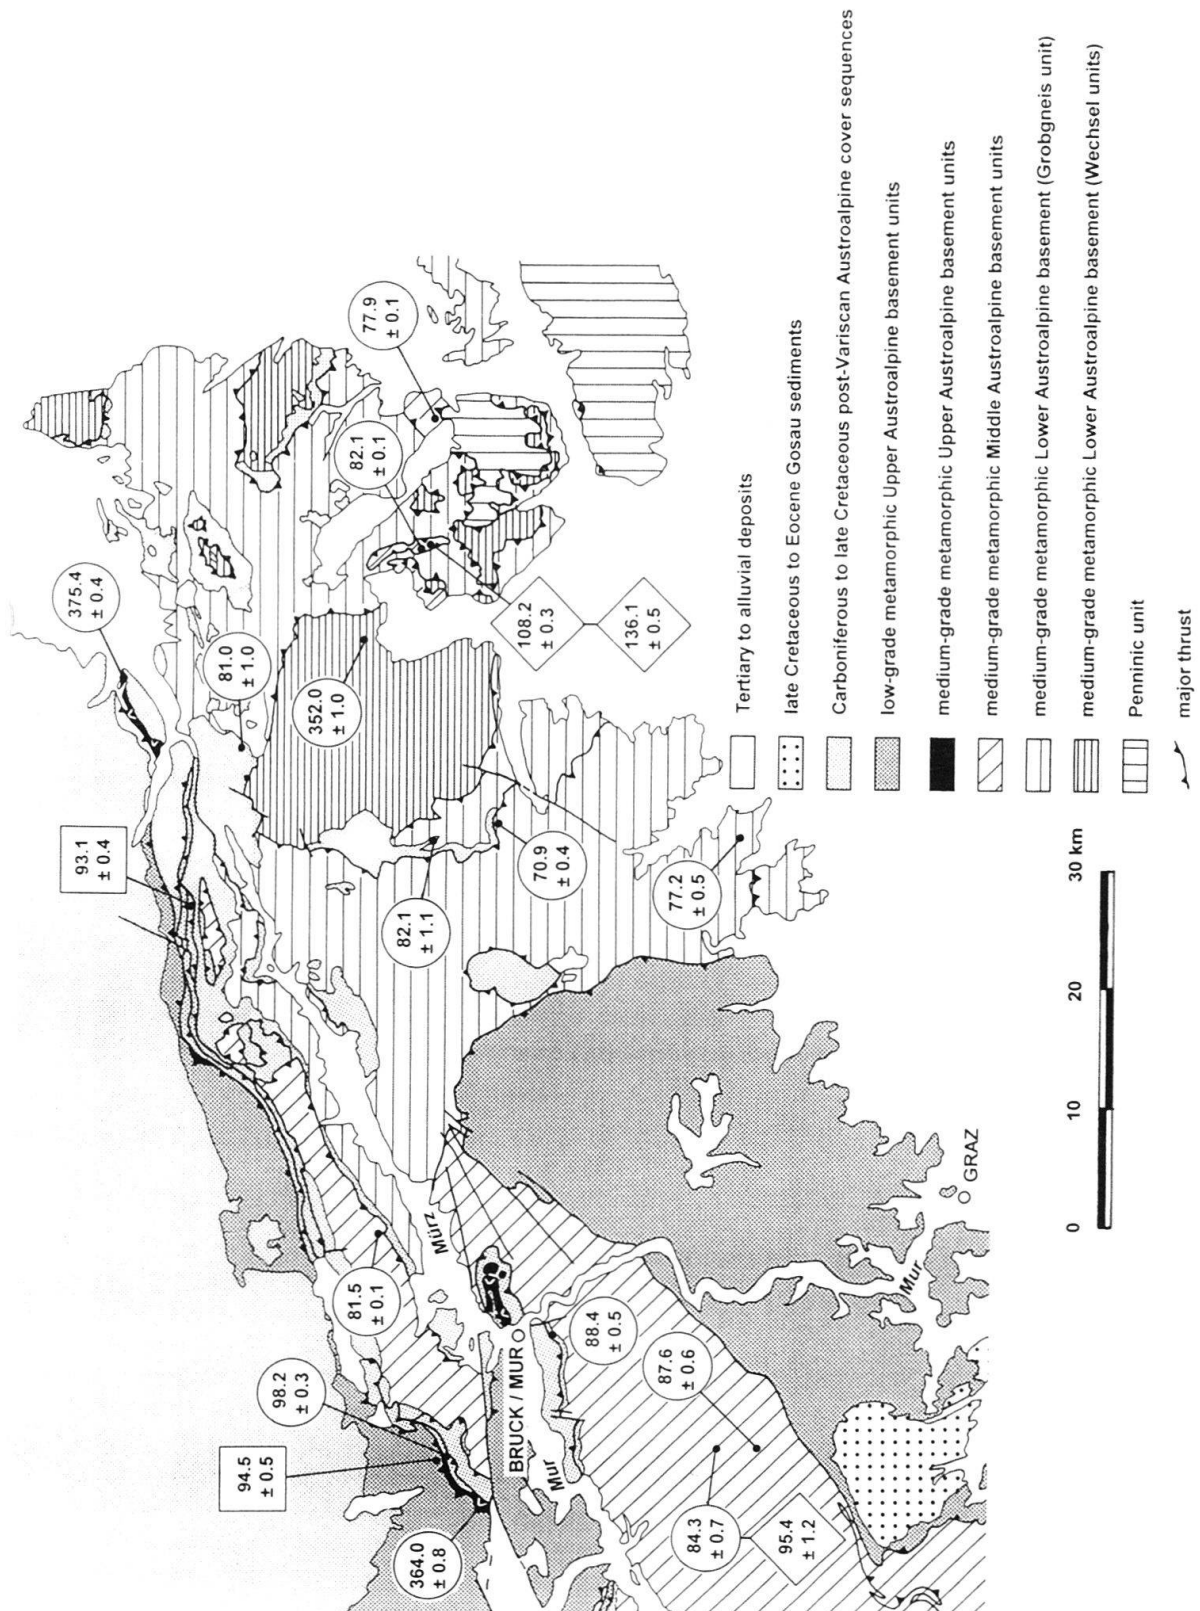 375.4
± 0.4
81.0
± 1.0
352.0
± 1.0
77.9
± 0.1
82.1
± 0.1
108.2
± 0.3
136.1
± 0.5
93.1
± 0.4
82.1
± 1.1
70.9
± 0.4
77.2
± 0.5
81.5
± 0.1
98.2
± 0.3
94.5
± 0.5
364.0
± 0.8
88.4
± 0.5
87.6
± 0.6
84.3
± 0.7
95.4
± 1.2
Mürz
BRUCK / MUR
Mur
Mur
GRAZ
0
10
20
30 km
Tertiary to alluvial deposits
late Cretaceous to Eocene Gosau sediments
Carboniferous to late Cretaceous post-Variscan Austroalpine cover sequences
low-grade metamorphic Upper Austroalpine basement units
medium-grade metamorphic Upper Austroalpine basement units
medium-grade metamorphic Middle Austroalpine basement units
medium-grade metamorphic Lower Austroalpine basement (Grobgneis unit)
medium-grade metamorphic Lower Austroalpine basement (Wechsel units)
Penninic unit
major thrust